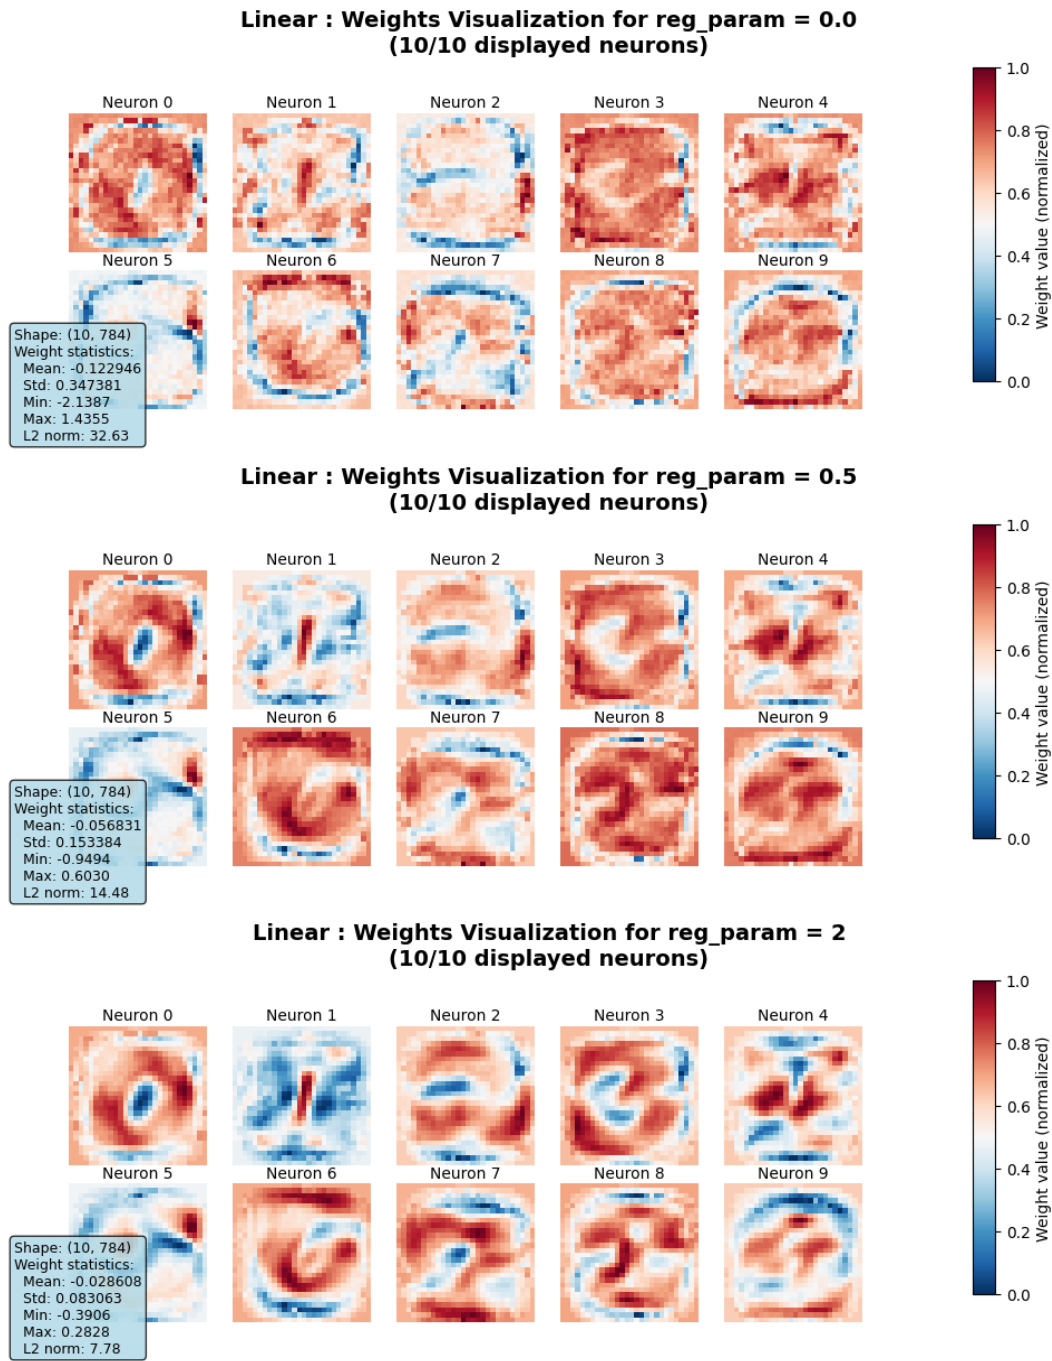 Linear : Weights Visualization for reg_param = 0.0
(10/10 displayed neurons)
Neuron 0 Neuron 1 Neuron 2 Neuron 3 Neuron 4
Neuron 5 Neuron 6 Neuron 7 Neuron 8 Neuron 9
Shape: (10, 784)
Weight statistics:
Mean: -0.122946
Std: 0.347381
Min: -2.1387
Max: 1.4355
L2 norm: 32.63
1.0
0.8
0.6
0.4
0.2
0.0
Weight value (normalized)
Linear : Weights Visualization for reg_param = 0.5
(10/10 displayed neurons)
Neuron 0 Neuron 1 Neuron 2 Neuron 3 Neuron 4
Neuron 5 Neuron 6 Neuron 7 Neuron 8 Neuron 9
Shape: (10, 784)
Weight statistics:
Mean: -0.056831
Std: 0.153384
Min: -0.9494
Max: 0.6030
L2 norm: 14.48
1.0
0.8
0.6
0.4
0.2
0.0
Weight value (normalized)
Linear : Weights Visualization for reg_param = 2
(10/10 displayed neurons)
Neuron 0 Neuron 1 Neuron 2 Neuron 3 Neuron 4
Neuron 5 Neuron 6 Neuron 7 Neuron 8 Neuron 9
Shape: (10, 784)
Weight statistics:
Mean: -0.028608
Std: 0.083063
Min: -0.3906
Max: 0.2828
L2 norm: 7.78
1.0
0.8
0.6
0.4
0.2
0.0
Weight value (normalized)